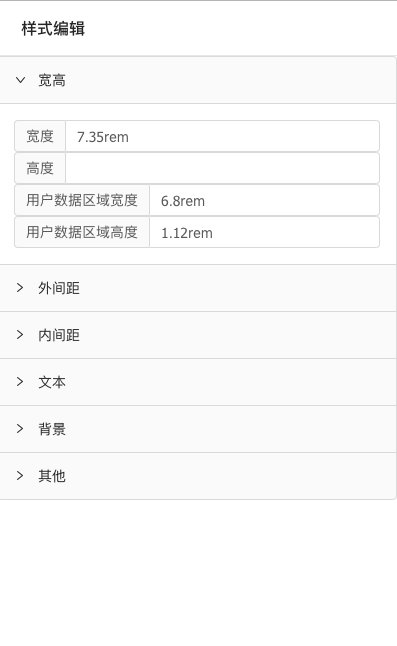 样式编辑
宽高
宽度 7.35rem
高度
用户数据区域宽度 6.8rem
用户数据区域高度 1.12rem
外间距
内间距
文本
背景
其他